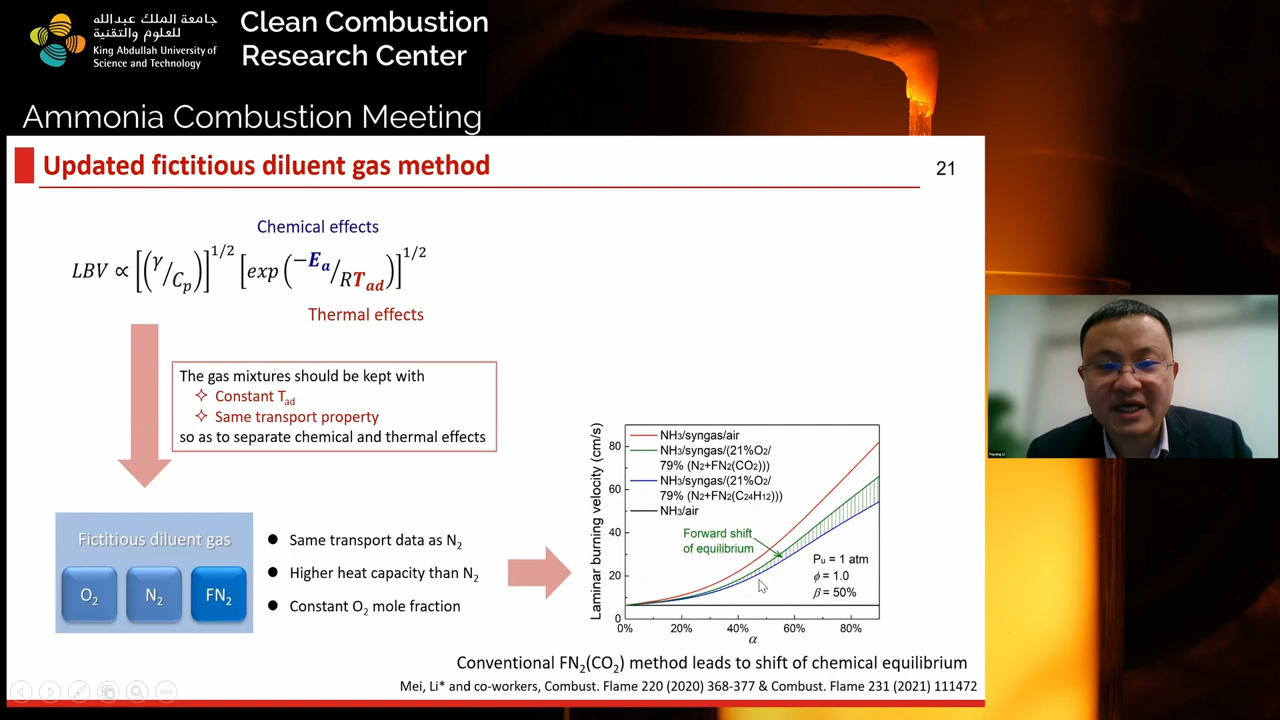 جامعة الملك عبدالله
للعلوم والتقنية
King Abdullah University of
Science and Technology
Clean Combustion
Research Center
Ammonia Combustion Meeting
Updated fictitious diluent gas method
21
Chemical effects
LBV ∝ [(γ/Cp)]^1/2 [exp(−Ea/RTad)]^1/2
Thermal effects
The gas mixtures should be kept with
✧ Constant Tad
✧ Same transport property
so as to separate chemical and thermal effects
Fictitious diluent gas
O2 N2 FN2
● Same transport data as N2
● Higher heat capacity than N2
● Constant O2 mole fraction
Laminar burning velocity (cm/s)
80
60
40
20
0
NH3/syngas/air
NH3/syngas/(21%O2/
79% (N2+FN2(CO2)))
NH3/syngas/(21%O2/
79% (N2+FN2(C24H12)))
NH3/air
Forward shift
of equilibrium
Pu = 1 atm
ϕ = 1.0
β = 50%
0% 20% 40% 60% 80%
α
Conventional FN2(CO2) method leads to shift of chemical equilibrium
Mei, Li* and co-workers, Combust. Flame 220 (2020) 368-377 & Combust. Flame 231 (2021) 111472
Yuyang Li